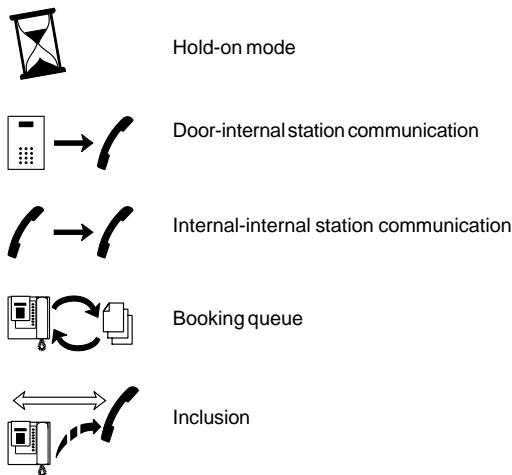 Hold-on mode
Door-internal station communication
Internal-internal station communication
Booking queue
Inclusion